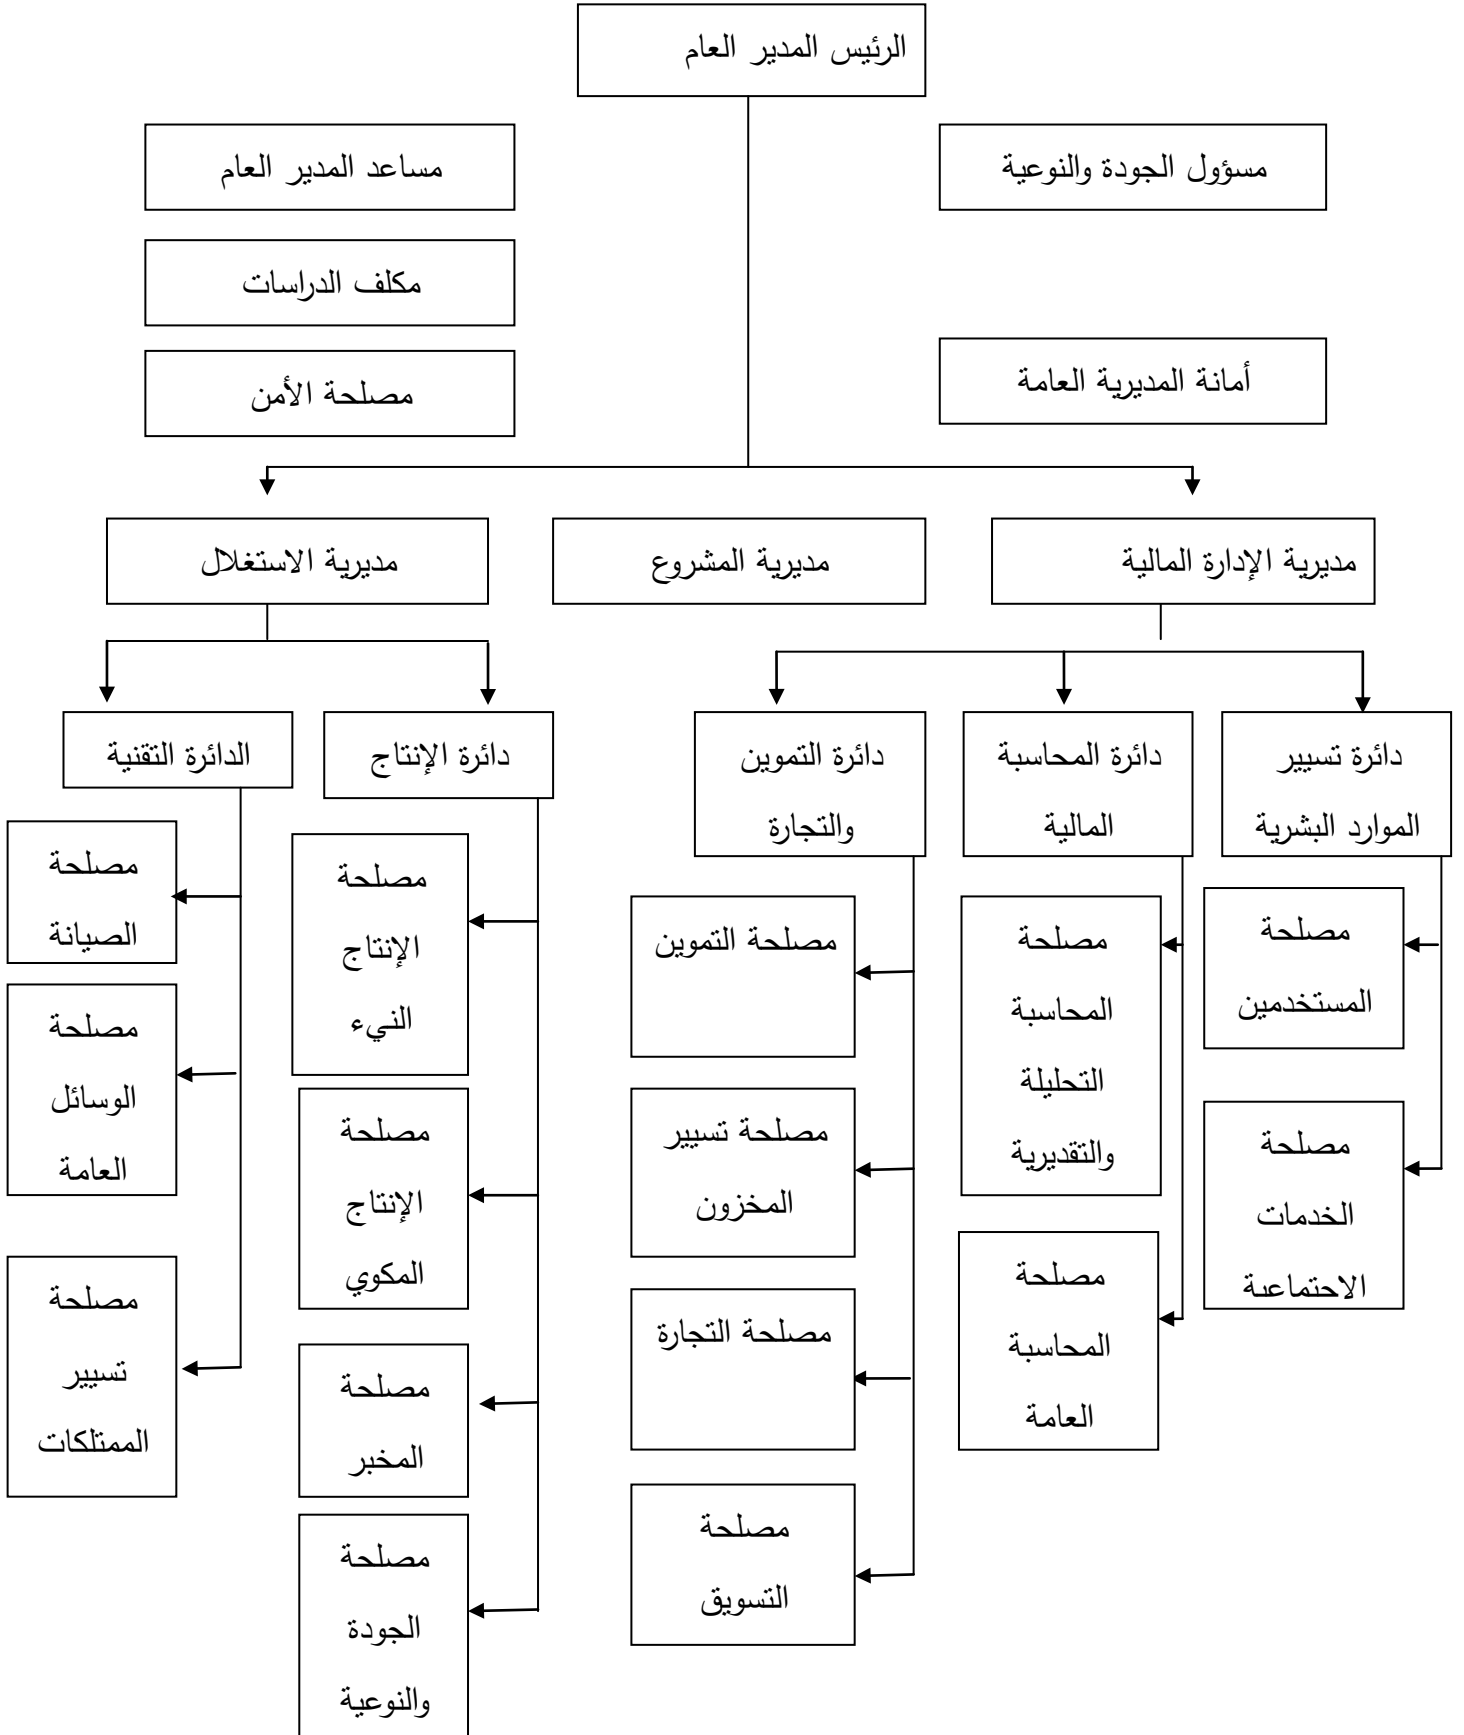 الرئيس المدير العام
مسؤول الجودة والنوعية
مساعد المدير العام
مكلف الدراسات
أمانة المديرية العامة
مصلحة الأمن
مديرية الإدارة المالية
مديرية المشروع
مديرية الاستغلال
دائرة تسيير
الموارد البشرية
دائرة المحاسبة
المالية
دائرة التموين
والتجارة
دائرة الإنتاج
الدائرة التقنية
مصلحة
المستخدمين
مصلحة
الخدمات
الاجتماعية
مصلحة
المحاسبة
التحليلة
والتقديرية
مصلحة
المحاسبة
العامة
مصلحة التموين
مصلحة تسيير
المخزون
مصلحة التجارة
مصلحة
التسويق
مصلحة
الإنتاج
النيء
مصلحة
الإنتاج
المكوي
مصلحة
المخبر
مصلحة
الجودة
والنوعية
مصلحة
الصيانة
مصلحة
الوسائل
العامة
مصلحة
تسيير
الممتلكات